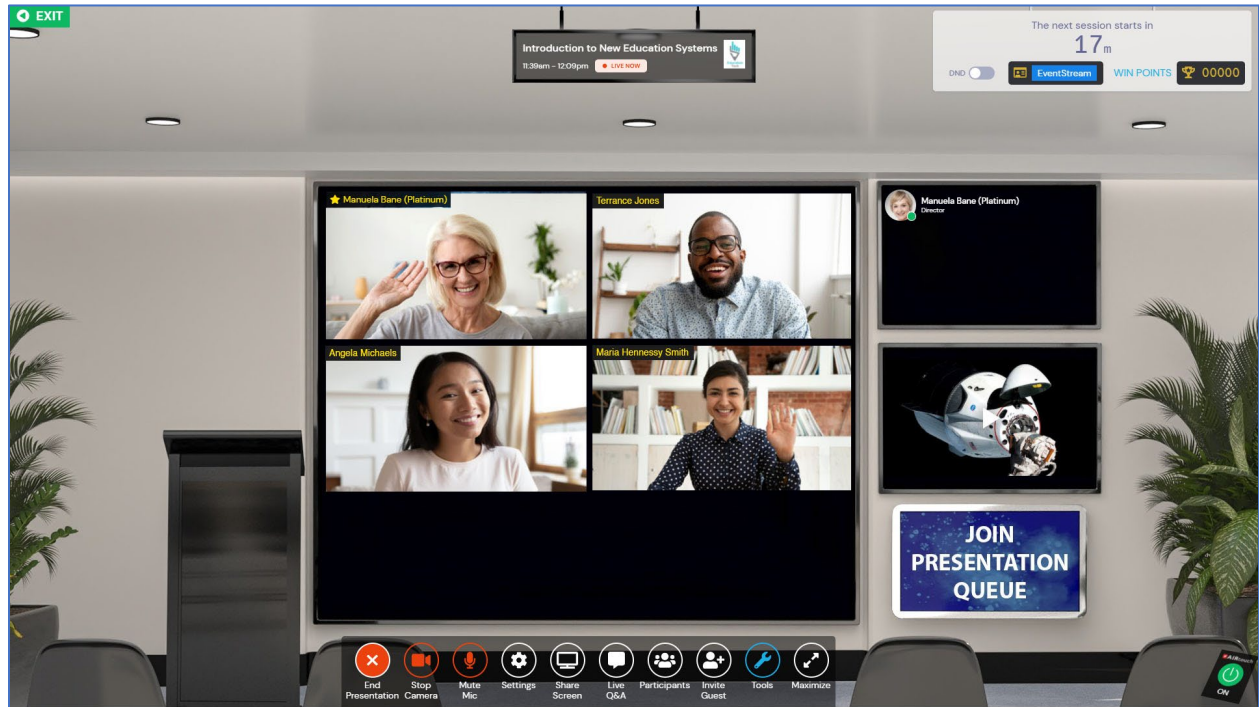 EXIT
Introduction to New Education Systems
11:39am - 12:09pm
LIVE NOW
The next session starts in
17m
DND
EventStream
WIN POINTS
00000
Manuela Bane (Platinum)
Terrance Jones
Angela Michaels
Maria Hennessy Smith
Manuela Bane (Platinum)
Director
JOIN
PRESENTATION
QUEUE
End
Presentation
Stop
Camera
Mute
Mic
Settings
Share
Screen
Live
Q&A
Participants
Invite
Guest
Tools
Maximize
ON